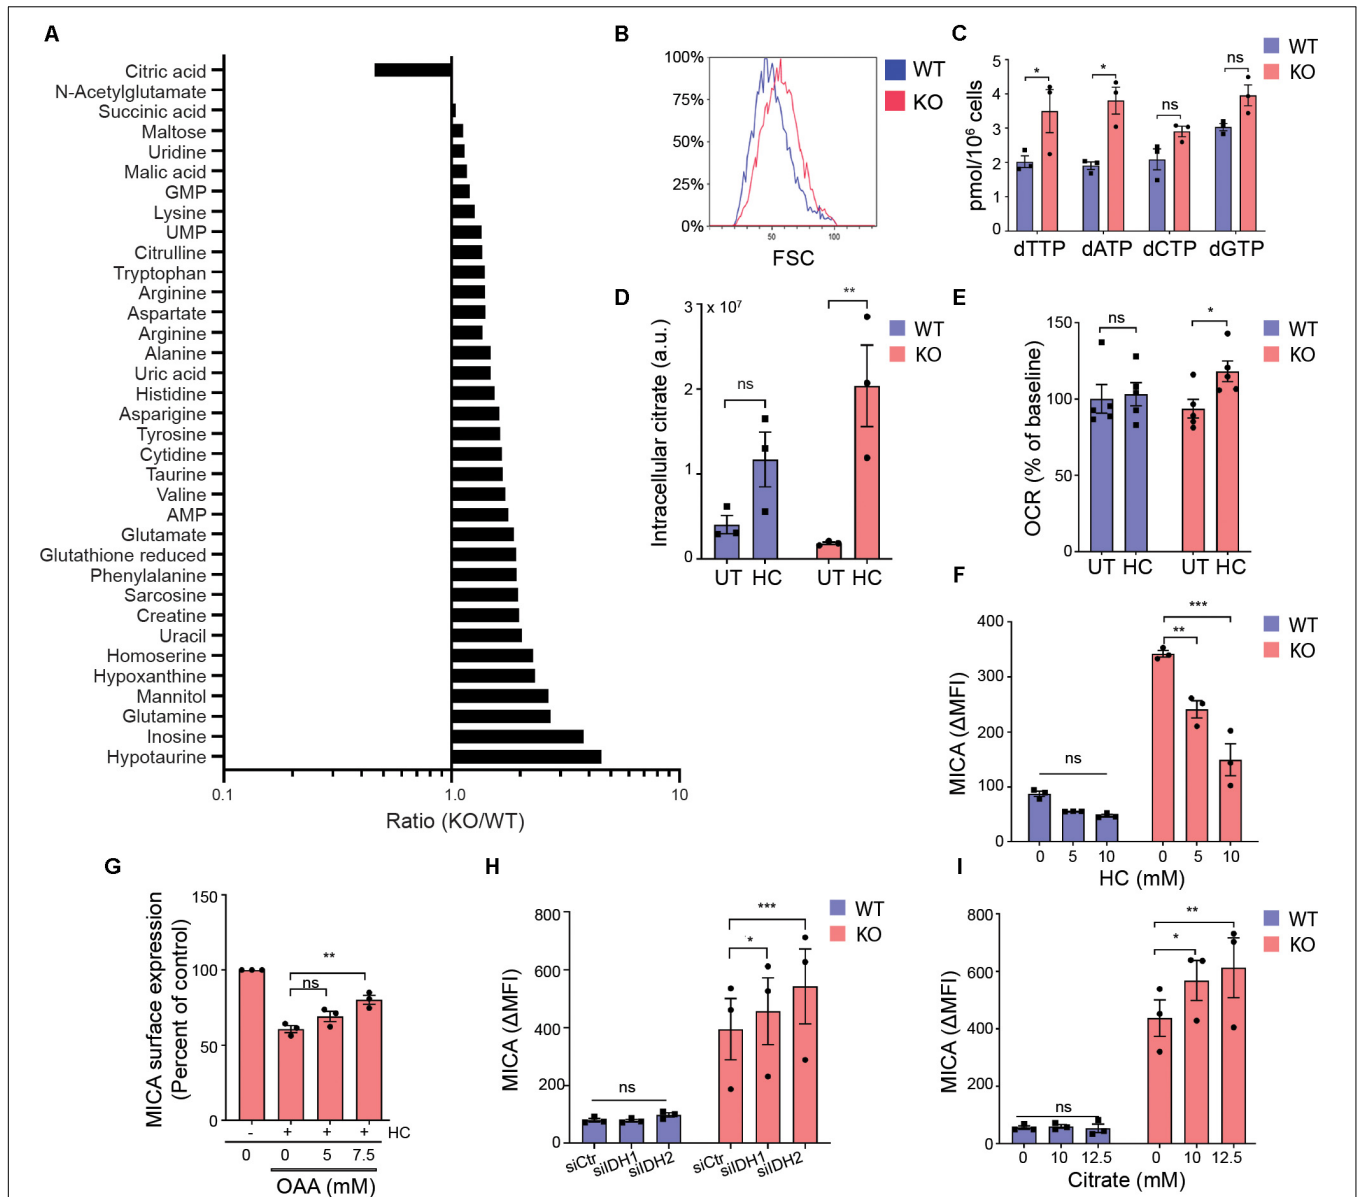 A
Citric acid
N-Acetylglutamate
Succinic acid
Maltose
Uridine
Malic acid
GMP
Lysine
UMP
Citrulline
Tryptophan
Arginine
Aspartate
Arginine
Alanine
Uric acid
Histidine
Asparigine
Tyrosine
Cytidine
Taurine
Valine
AMP
Glutamate
Glutathione reduced
Phenylalanine
Sarcosine
Creatine
Uracil
Homoserine
Hypoxanthine
Mannitol
Glutamine
Inosine
Hypotaurine
0.1 1.0 10
Ratio (KO/WT)
B
100%
75%
50%
25%
0%
50 100
FSC
WT
KO
C
WT
KO
pmol/10⁶ cells
5
4
3
2
1
0
* * ns ns
dTTP dATP dCTP dGTP
D
3 x 10⁷
2
1
0
Intracellular citrate (a.u.)
ns **
WT
KO
UT HC UT HC
E
OCR (% of baseline)
150
100
50
0
ns *
WT
KO
UT HC UT HC
F
MICA (ΔMFI)
400
300
200
100
0
ns ** ***
WT
KO
0 5 10 0 5 10
HC (mM)
G
MICA surface expression
(Percent of control)
150
100
50
0
ns **
- + + + HC
0 0 5 7.5
OAA (mM)
H
MICA (ΔMFI)
800
600
400
200
0
ns * ***
WT
KO
siCtr siIDH1 siIDH2 siCtr siIDH1 siIDH2
I
MICA (ΔMFI)
800
600
400
200
0
ns * **
WT
KO
0 10 12.5 0 10 12.5
Citrate (mM)